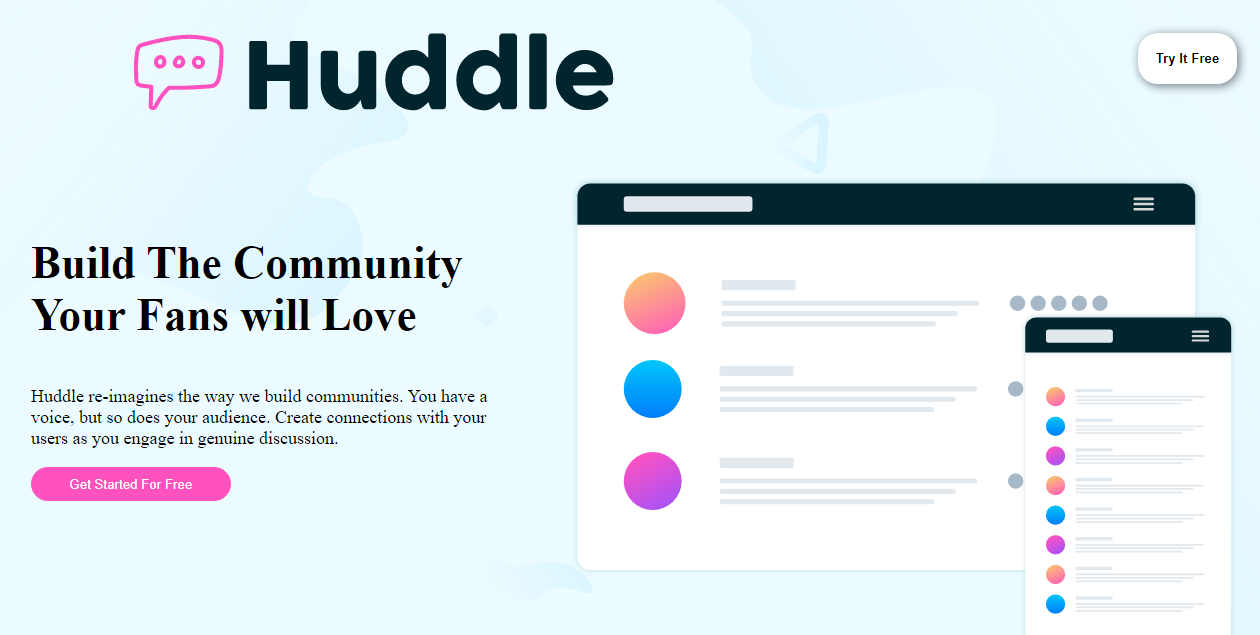 Huddle
Try It Free
Build The Community
Your Fans will Love
Huddle re-imagines the way we build communities. You have a
voice, but so does your audience. Create connections with your
users as you engage in genuine discussion.
Get Started For Free